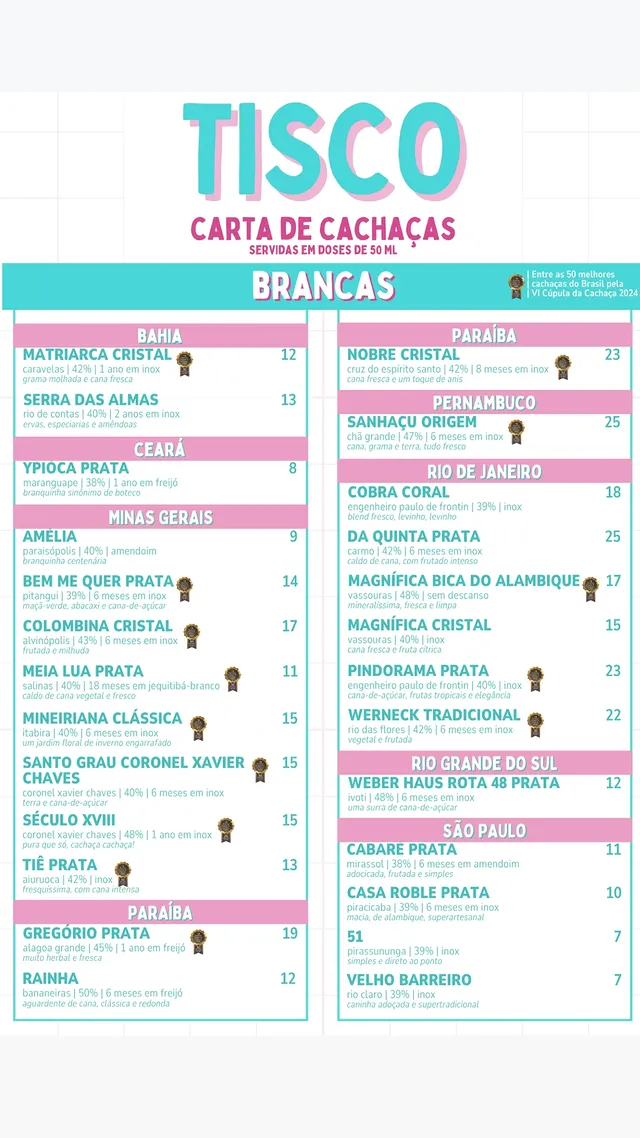 TISCO
CARTA DE CACHAÇAS
SERVIDAS EM DOSES DE 50 ML
BRANCAS
Entre as 50 melhores
cachaças do Brasil pela
VI Cúpula da Cachaça 2024
BAHIA
MATRIARCA CRISTAL 12
caravelas | 42% | 1 ano em inox
grama molhada e cana fresca
SERRA DAS ALMAS 13
rio de contas | 40% | 2 anos em inox
ervas, especiarias e amêndoas
CEARÁ
YPIÓCA PRATA 8
maranguape | 38% | 1 ano em freijó
branquinha sinônimo de boteco
MINAS GERAIS
AMÉLIA 9
paraisópolis | 40% | amendoim
branquinha centenária
BEM ME QUER PRATA 14
pitangui | 39% | 6 meses em inox
maçã-verde, abacaxi e cana-de-açúcar
COLOMBINA CRISTAL 17
alvinópolis | 43% | 6 meses em inox
frutada e milhuda
MEIA LUA PRATA 11
salinas | 40% | 18 meses em jequitibá-branco
caldo de cana vegetal e fresco
MINEIRIANA CLÁSSICA 15
itabira | 40% | 6 meses em inox
um jardim floral de inverno engarrafado
SANTO GRAU CORONEL XAVIER 15
CHAVES
coronel xavier chaves | 40% | 6 meses em inox
terra e cana-de-açúcar
SÉCULO XVIII 15
coronel xavier chaves | 48% | 1 ano em inox
pura que só, cachaça cachaça!
TIÊ PRATA 13
aiuruoca | 42% | inox
fresquíssima, com cana intensa
PARAÍBA
GREGÓRIO PRATA 19
alagoa grande | 45% | 1 ano em freijó
muito herbal e fresca
RAINHA 12
bananeiras | 50% | 6 meses em freijó
aguardente de cana, clássica e redonda
PARAÍBA
NOBRE CRISTAL 23
cruz do espírito santo | 42% | 8 meses em inox
cana fresca e um toque de anis
PERNAMBUCO
SANHAÇU ORIGEM 25
chã grande | 47% | 6 meses em inox
cana, grama e terra, tudo fresco
RIO DE JANEIRO
COBRA CORAL 18
engenheiro paulo de frontin | 39% | inox
blend fresco, levinho, levinho
DA QUINTA PRATA 25
carmo | 42% | 6 meses em inox
caldo de cana, com frutado intenso
MAGNÍFICA BICA DO ALAMBIQUE 17
vassouras | 48% | sem descanso
mineralíssima, fresca e limpa
MAGNÍFICA CRISTAL 15
vassouras | 40% | inox
cana fresca e fruta cítrica
PINDORAMA PRATA 23
engenheiro paulo de frontin | 40% | inox
cana-de-açúcar, frutas tropicais e elegância
WERNECK TRADICIONAL 22
rio das flores | 42% | 6 meses em inox
vegetal e frutada
RIO GRANDE DO SUL
WEBER HAUS ROTA 48 PRATA 12
ivoti | 48% | 6 meses em inox
uma surra de cana-de-açúcar
SÃO PAULO
CABARÉ PRATA 11
mirassol | 38% | 6 meses em amendoim
adocicada, frutada e simples
CASA ROBLE PRATA 10
piracicaba | 39% | 6 meses em inox
macia, de alambique, superartesanal
51 7
pirassununga | 39% | inox
simples e direto ao ponto
VELHO BARREIRO 7
rio claro | 39% | inox
caninha adoçada e supertradicional